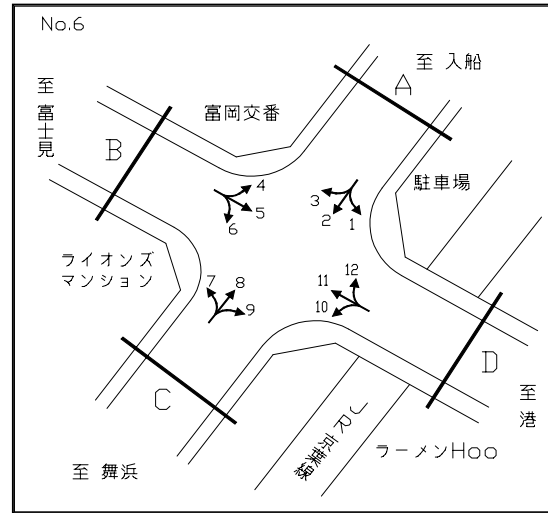 No.6
至 入船
A
至 富士見
富岡交番
B
駐車場
4
5
6
3
2
1
ライオンズ
マンション
7
8
9
12
11
10
D
C
至 港
JR京葉線
ラーメンHoo
至 舞浜